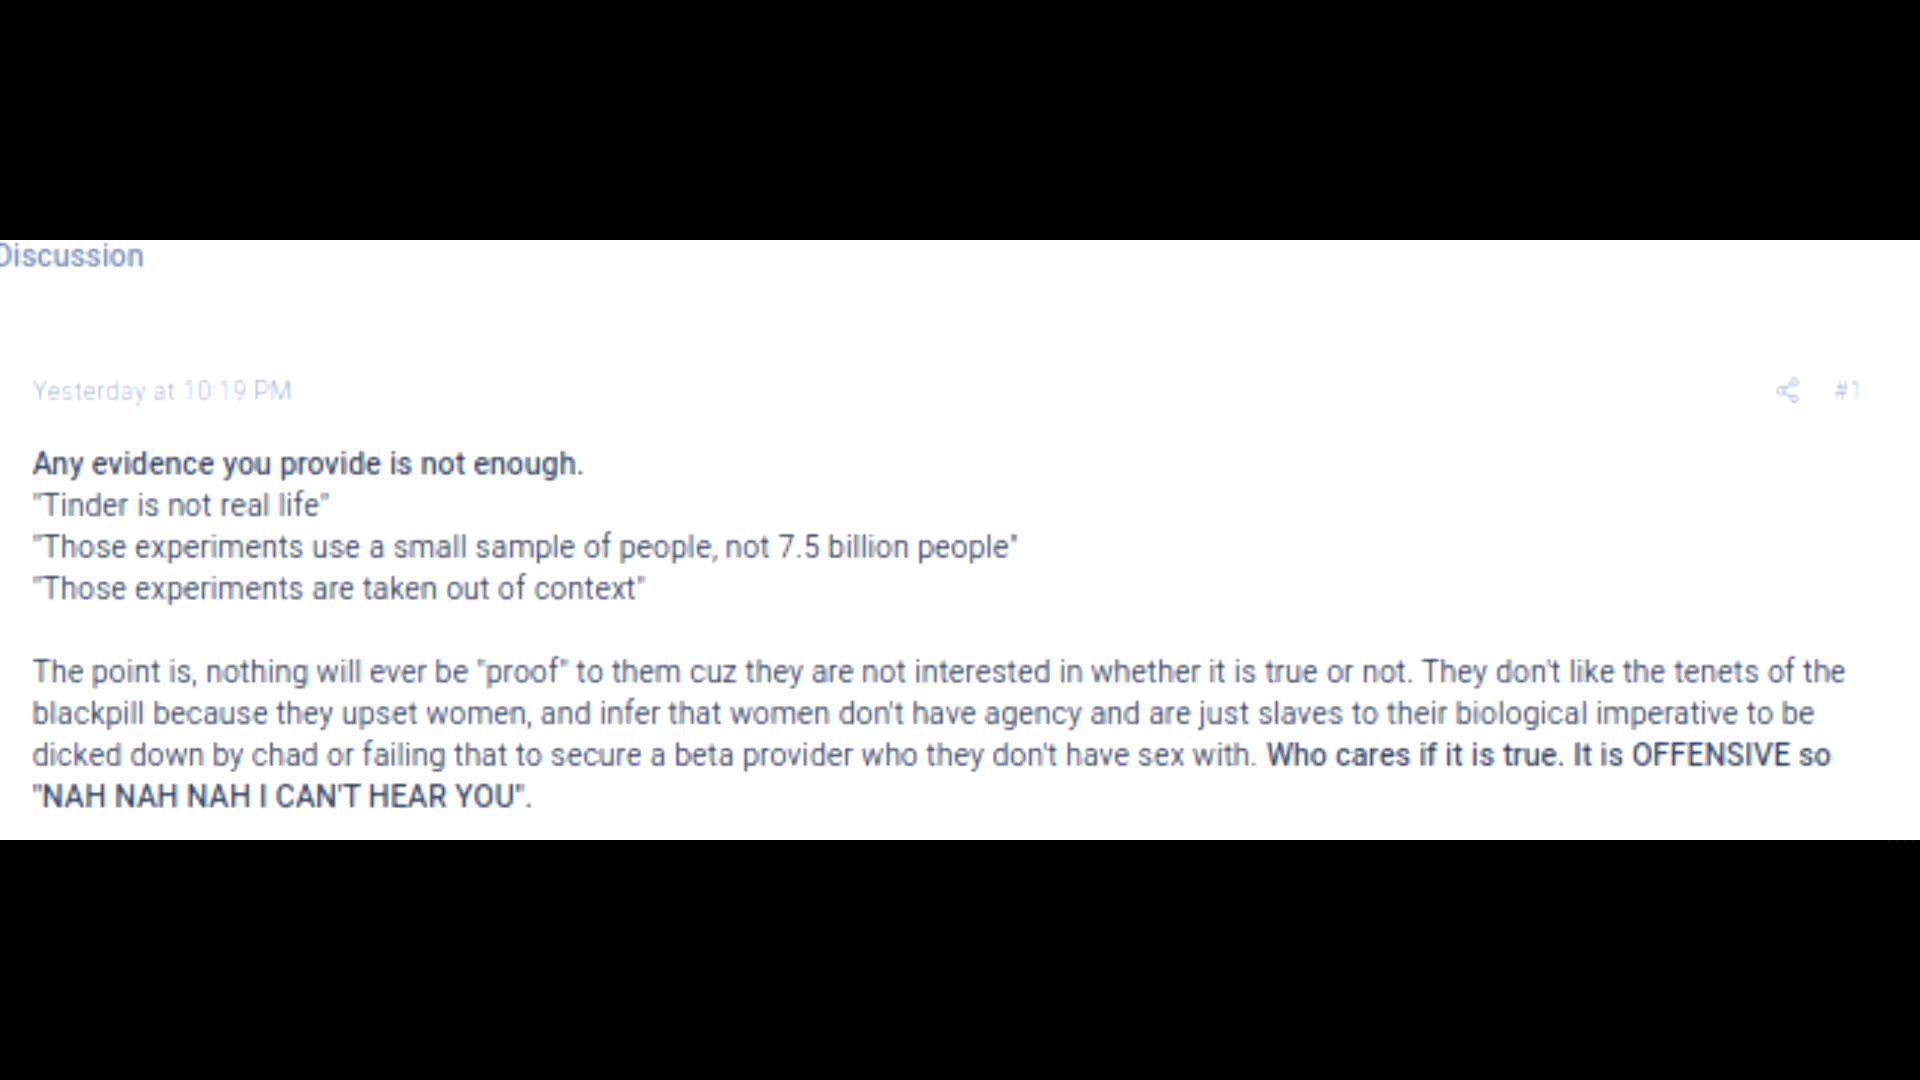 Discussion
Yesterday at 10:19 PM
#1
Any evidence you provide is not enough.
"Tinder is not real life"
"Those experiments use a small sample of people, not 7.5 billion people"
"Those experiments are taken out of context"
The point is, nothing will ever be "proof" to them cuz they are not interested in whether it is true or not. They don't like the tenets of the
blackpill because they upset women, and infer that women don't have agency and are just slaves to their biological imperative to be
dicked down by chad or failing that to secure a beta provider who they don't have sex with. Who cares if it is true. It is OFFENSIVE so
"NAH NAH NAH I CAN'T HEAR YOU".